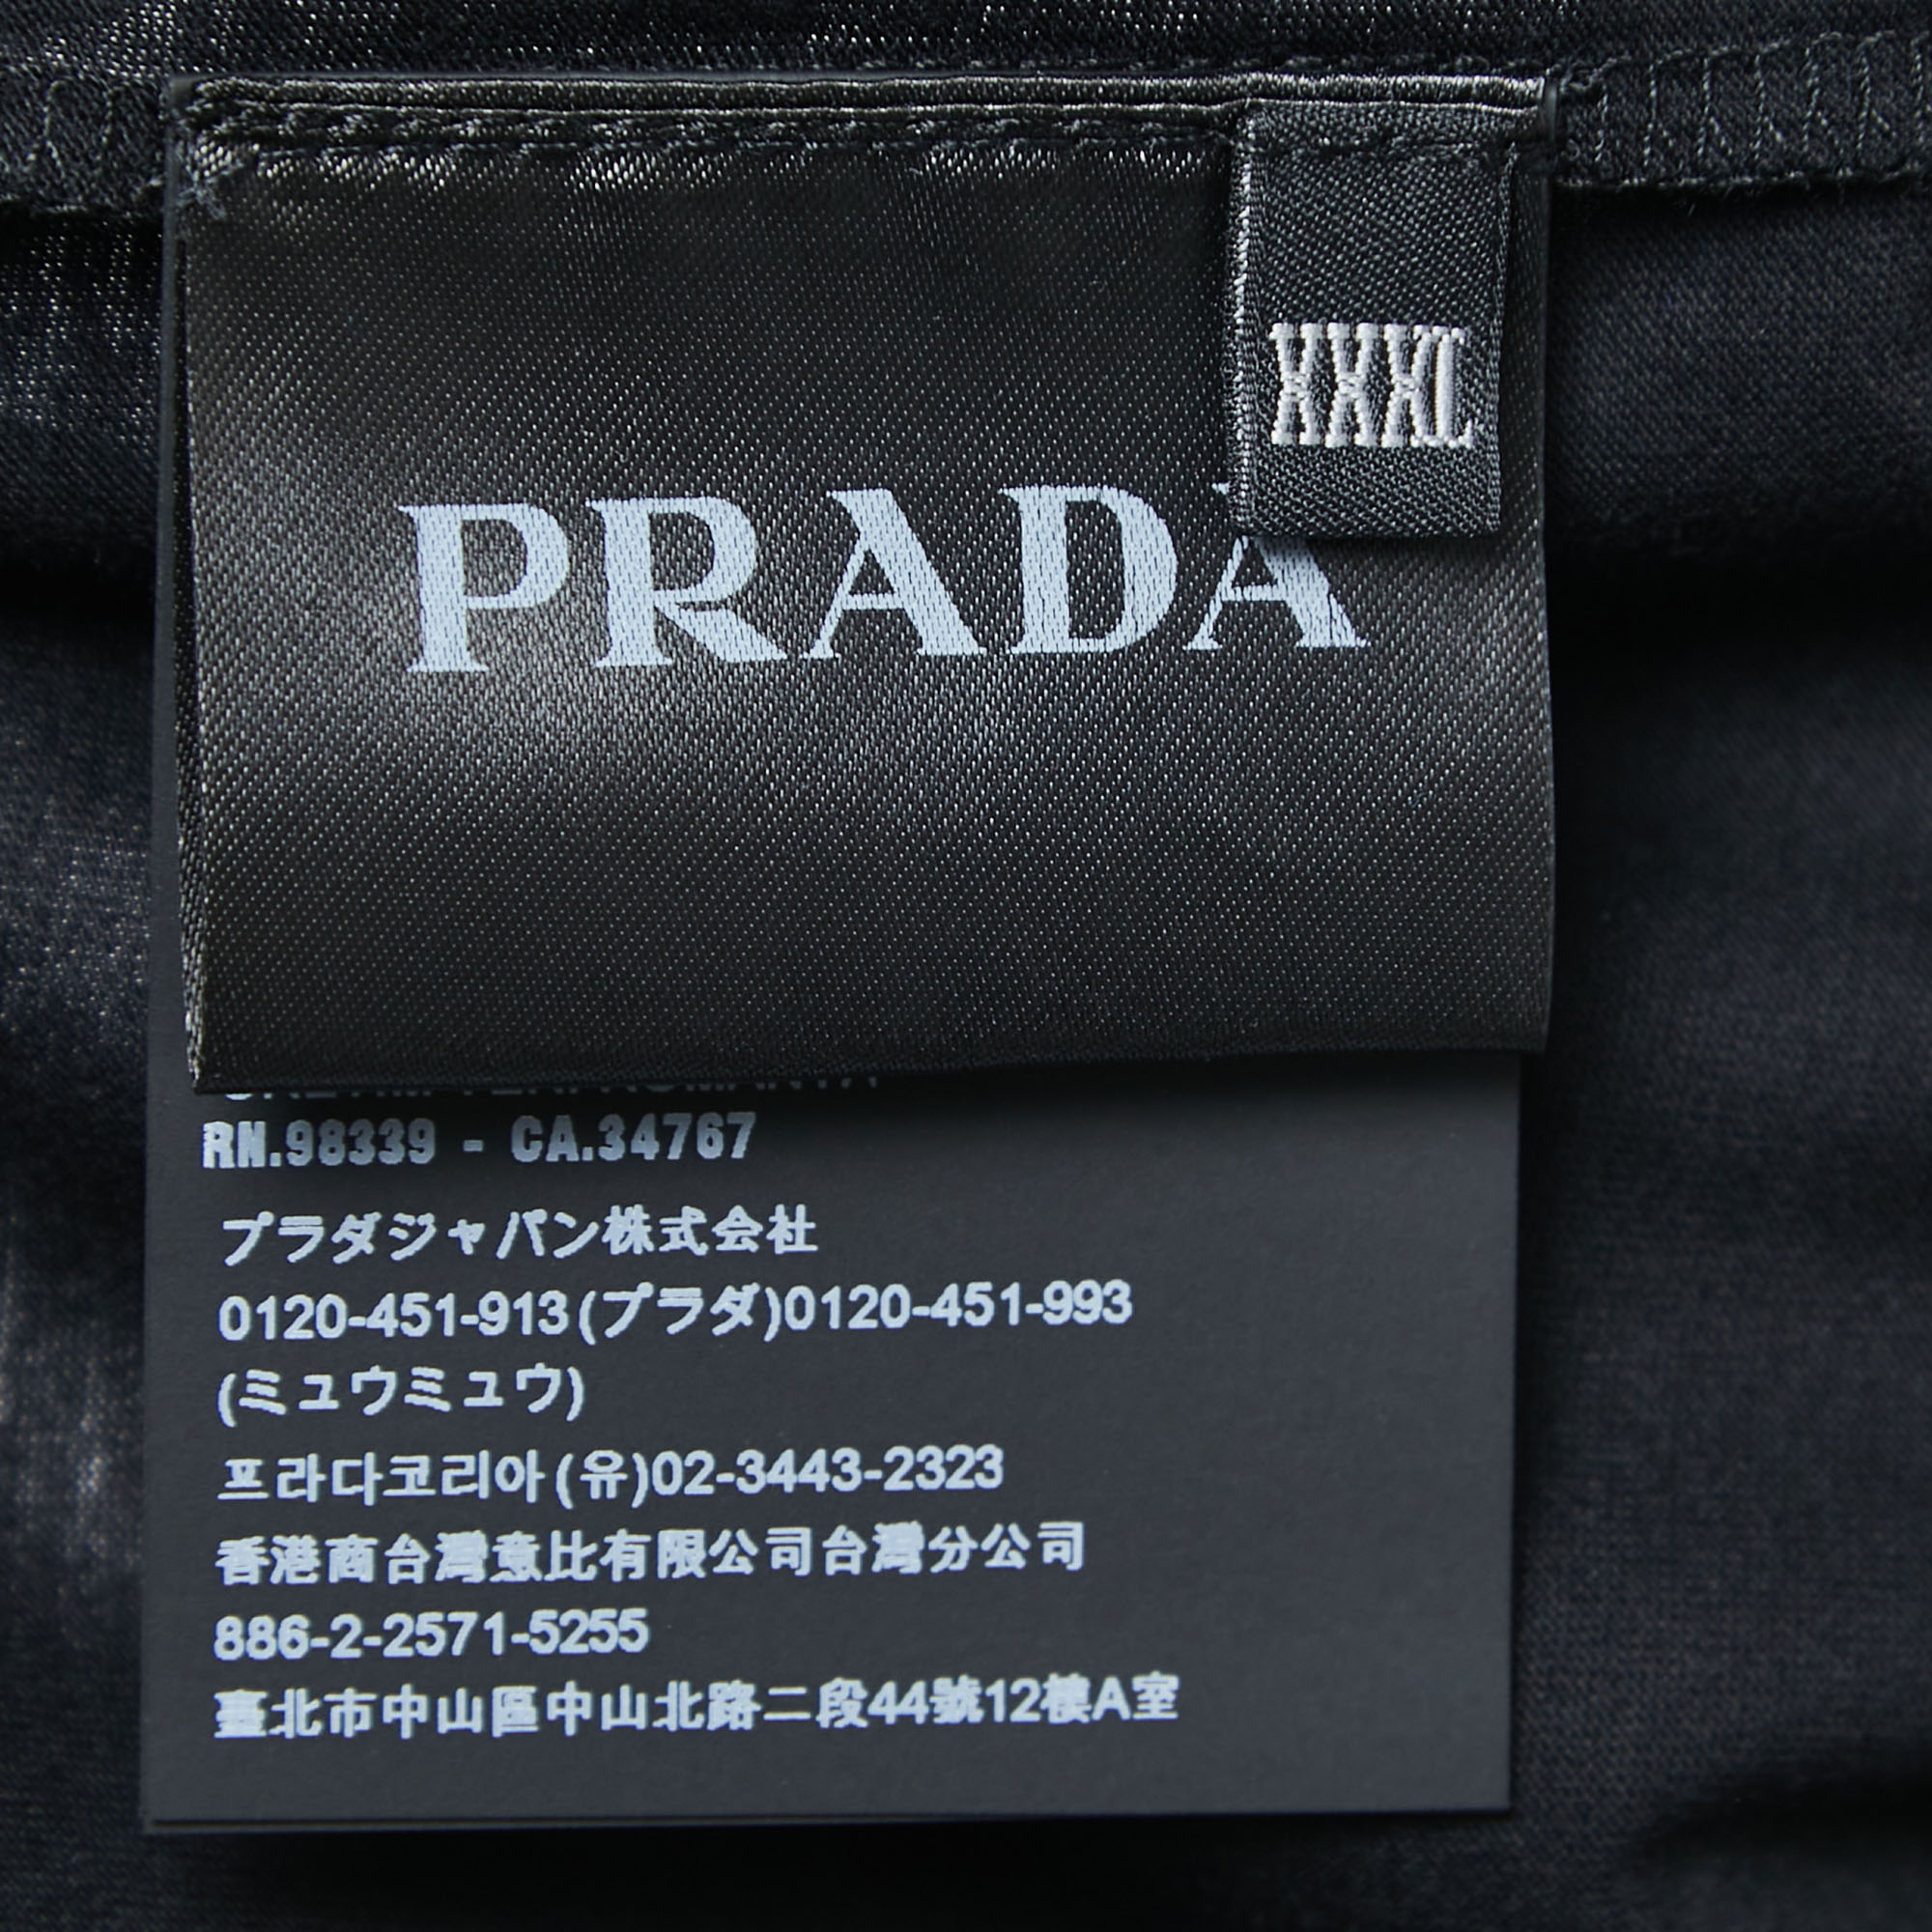 XXXL
PRADA
RN.98339 - CA.34767
プラダジャパン株式会社
0120-451-913(プラダ)0120-451-993
(ミュウミュウ)
프라다코리아(유)02-3443-2323
香港商台灣意比有限公司台灣分公司
886-2-2571-5255
臺北市中山區中山北路二段44號12樓A室